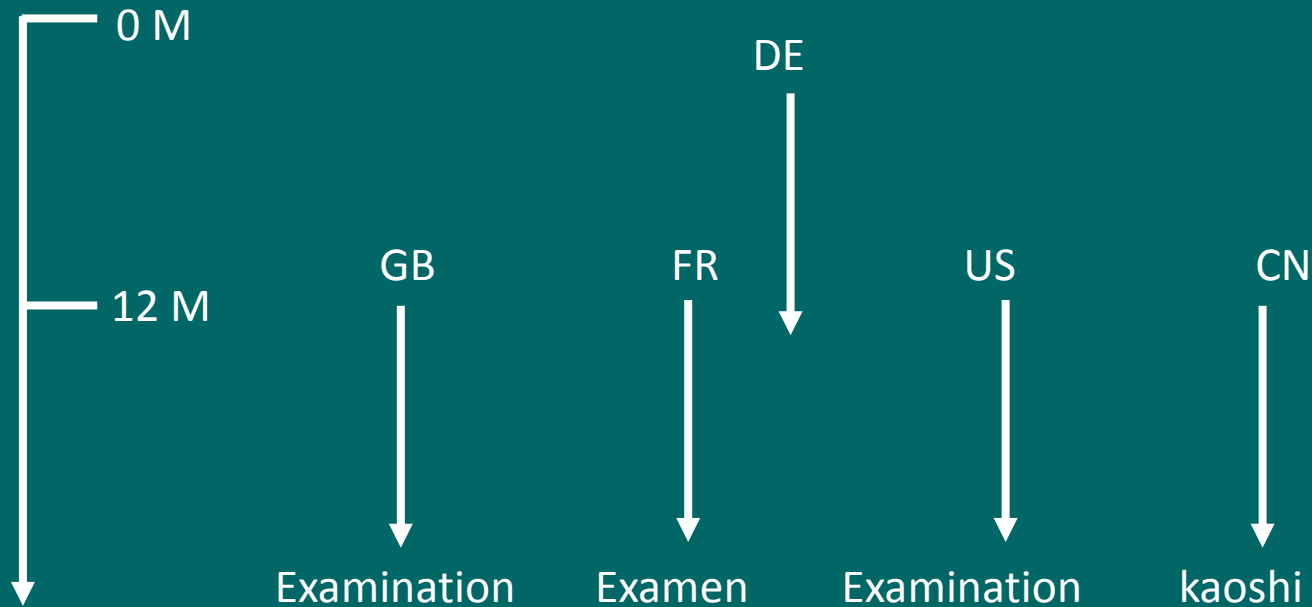 0 M
DE
GB
FR
US
CN
12 M
Examination
Examen
Examination
kaoshi